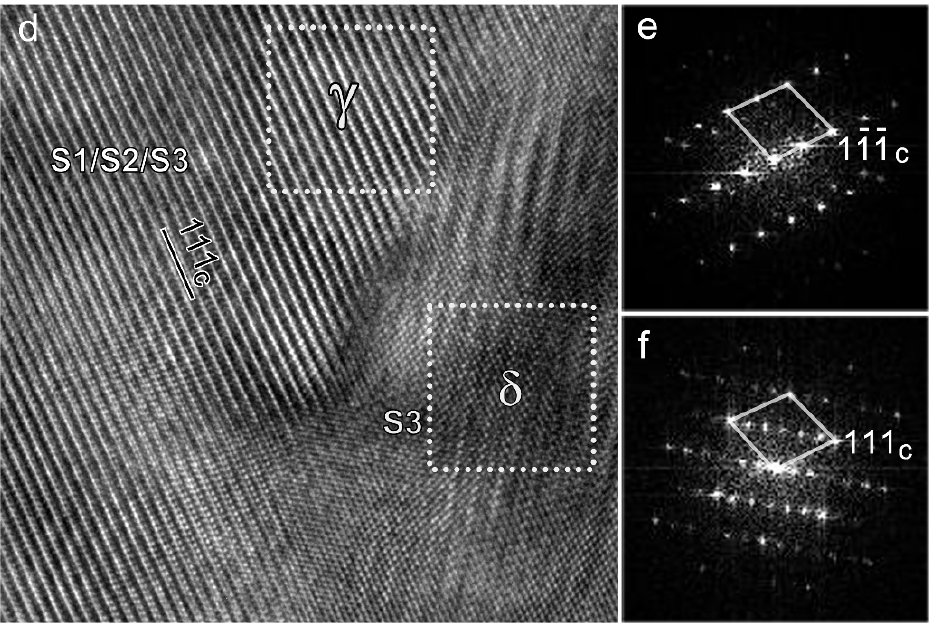 d
γ
S1/S2/S3
111c
δ
S3
e
11̄1̄c
f
111c